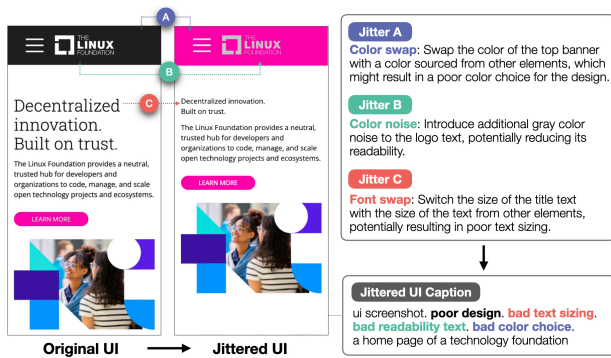 A
THE
LINUX
FOUNDATION
THE
LINUX
FOUNDATION
B
C
Decentralized
innovation.
Built on trust.
The Linux Foundation provides a neutral,
trusted hub for developers and
organizations to code, manage, and scale
open technology projects and ecosystems.
LEARN MORE
Decentralized innovation.
Built on trust.
The Linux Foundation provides a neutral,
trusted hub for developers and
organizations to code, manage, and scale
open technology projects and ecosystems.
LEARN MORE
Original UI
Jittered UI
Jitter A
Color swap: Swap the color of the top banner
with a color sourced from other elements, which
might result in a poor color choice for the design.
Jitter B
Color noise: Introduce additional gray color
noise to the logo text, potentially reducing its
readability.
Jitter C
Font swap: Switch the size of the title text
with the size of the text from other elements,
potentially resulting in poor text sizing.
Jittered UI Caption
ui screenshot. poor design. bad text sizing.
bad readability text. bad color choice.
a home page of a technology foundation